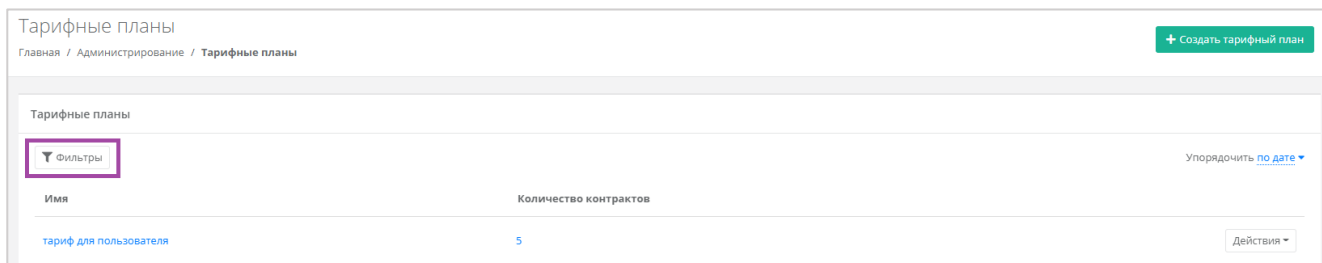 Тарифные планы
+ Создать тарифный план
Главная / Администрирование / Тарифные планы
Тарифные планы
Фильтры
Упорядочить по дате
Имя Количество контрактов
тариф для пользователя 5 Действия